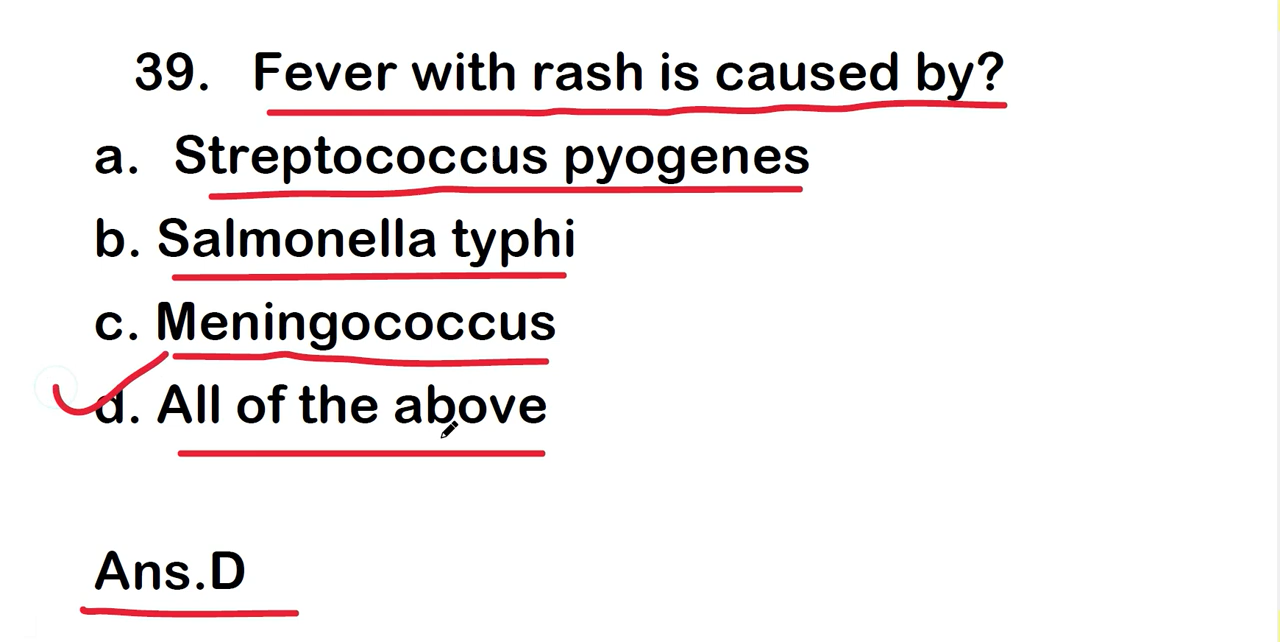 39. Fever with rash is caused by?
a. Streptococcus pyogenes
b. Salmonella typhi
c. Meningococcus
d. All of the above
Ans.D